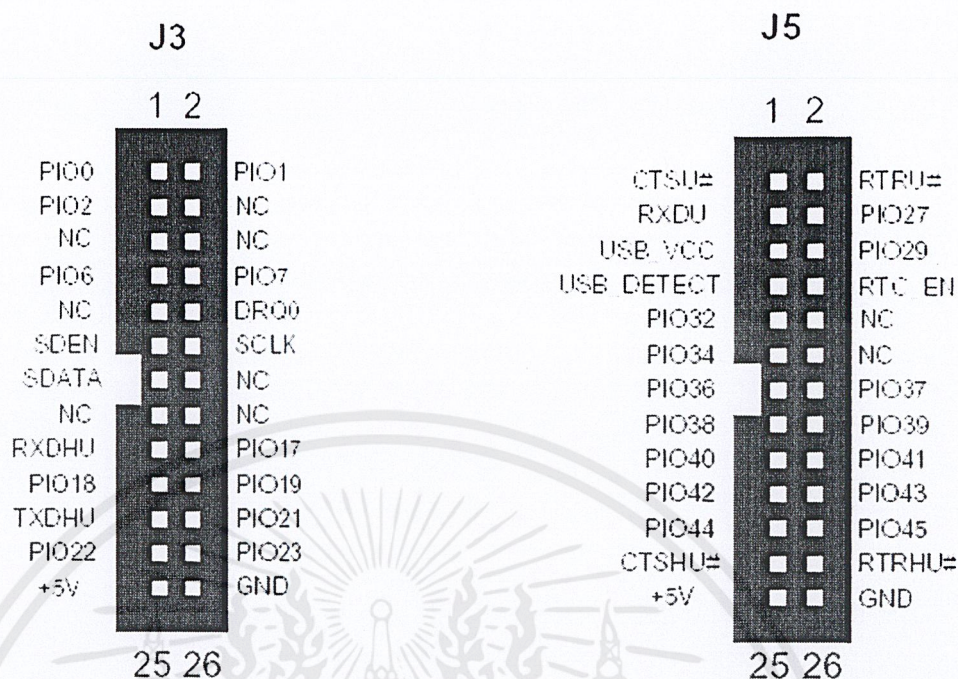 J3
1 2
PIO0 PIO1
PIO2 NC
NC NC
PIO6 PIO7
NC DRQ0
SDEN SCLK
SDATA NC
NC NC
RXDHU PIO17
PIO18 PIO19
TXDHU PIO21
PIO22 PIO23
+5V GND
25 26
J5
1 2
CTSU# RTRU#
RXDU PIO27
USB_VCC PIO29
USB_DETECT RTC_EN
PIO32 NC
PIO34 NC
PIO36 PIO37
PIO38 PIO39
PIO40 PIO41
PIO42 PIO43
PIO44 PIO45
CTSHU# RTRHU#
+5V GND
25 26